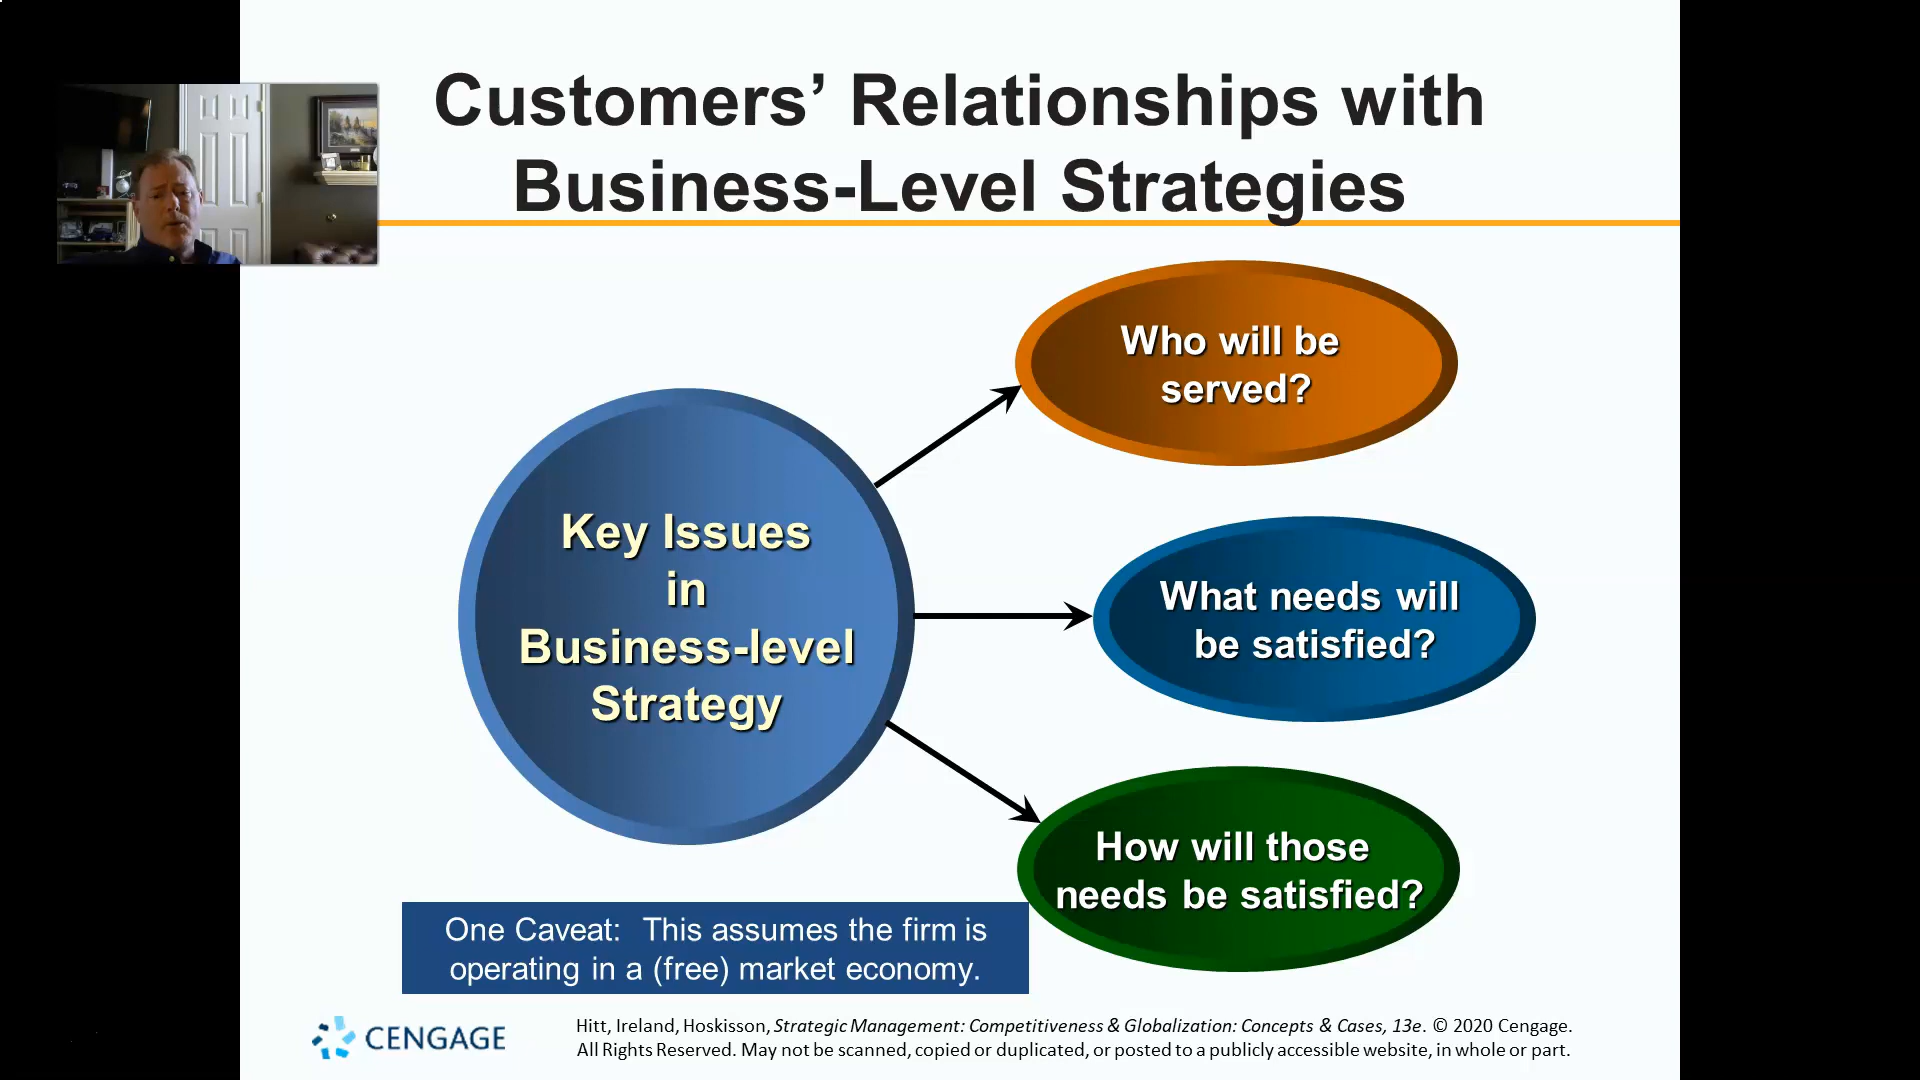 Customers’ Relationships with
Business-Level Strategies
Who will be
served?
Key Issues
in
Business-level
Strategy
What needs will
be satisfied?
How will those
needs be satisfied?
One Caveat: This assumes the firm is
operating in a (free) market economy.
CENGAGE
Hitt, Ireland, Hoskisson, Strategic Management: Competitiveness & Globalization: Concepts & Cases, 13e. © 2020 Cengage.
All Rights Reserved. May not be scanned, copied or duplicated, or posted to a publicly accessible website, in whole or part.